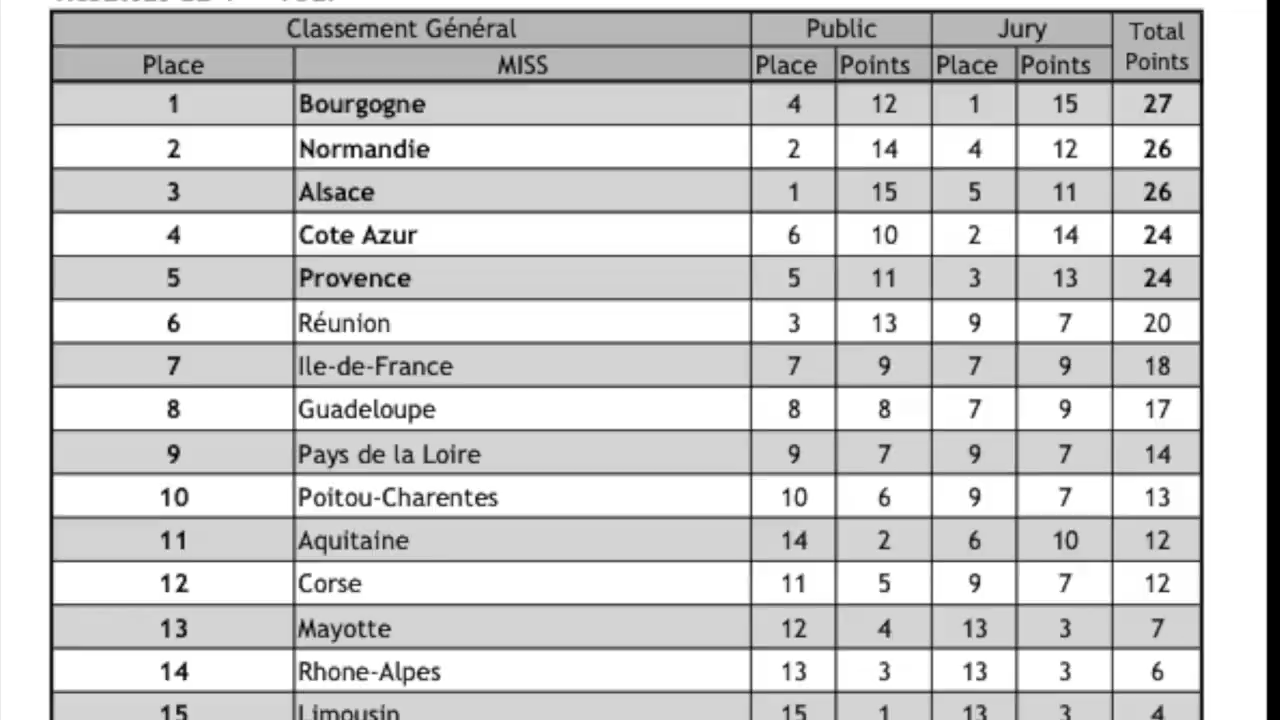 Classement Général Public Jury Total
Place MISS Place Points Place Points Points
1 Bourgogne 4 12 1 15 27
2 Normandie 2 14 4 12 26
3 Alsace 1 15 5 11 26
4 Cote Azur 6 10 2 14 24
5 Provence 5 11 3 13 24
6 Réunion 3 13 9 7 20
7 Ile-de-France 7 9 7 9 18
8 Guadeloupe 8 8 7 9 17
9 Pays de la Loire 9 7 9 7 14
10 Poitou-Charentes 10 6 9 7 13
11 Aquitaine 14 2 6 10 12
12 Corse 11 5 9 7 12
13 Mayotte 12 4 13 3 7
14 Rhone-Alpes 13 3 13 3 6
15 Limousin 15 1 13 3 4